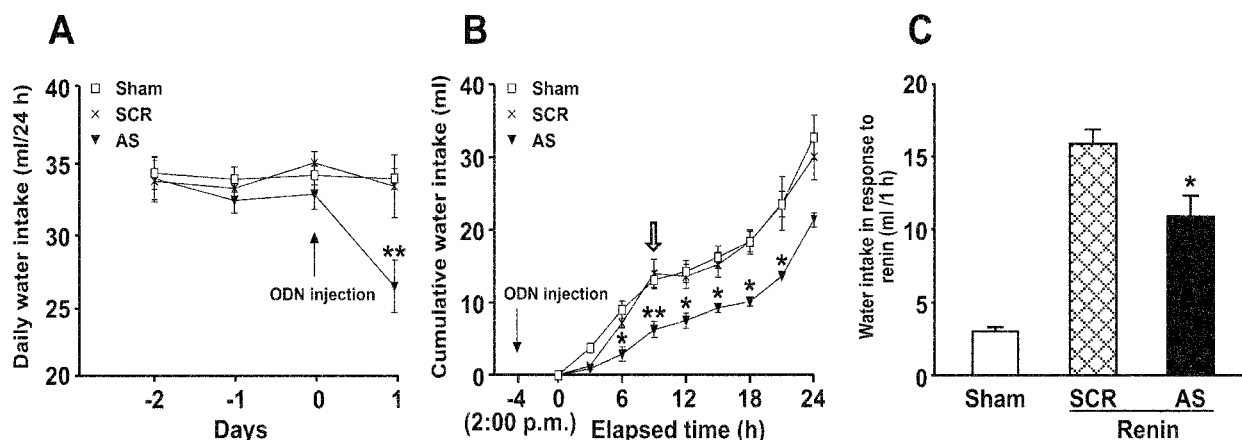 A
Daily water intake (ml/24 h)
40
35
30
25
20
Sham
SCR
AS
**
ODN injection
-2
-1
0
1
Days
B
Cumulative water intake (ml)
40
30
20
10
0
Sham
SCR
AS
ODN injection
*
**
*
*
*
*
-4
0
6
12
18
24
(2:00 p.m.)
Elapsed time (h)
C
Water intake in response to
renin (ml /1 h)
20
15
10
5
0
*
Sham
SCR
AS
Renin